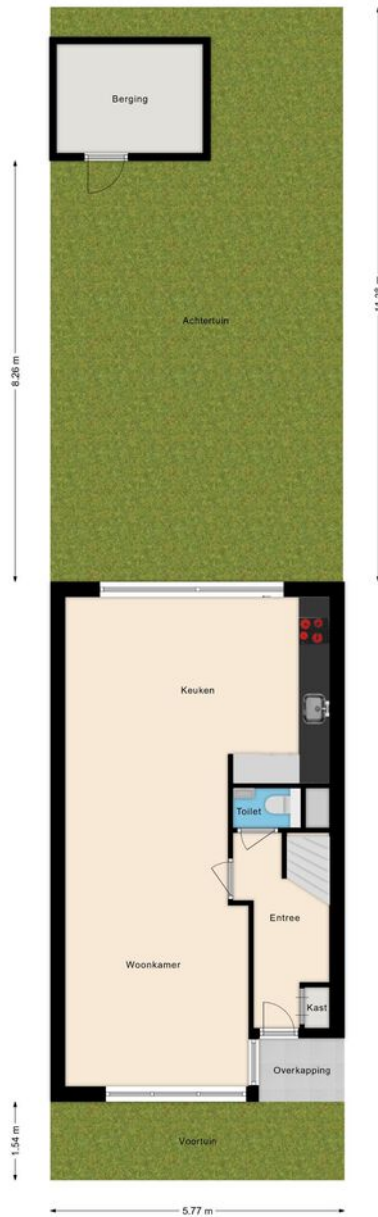 Berging
8.26 m
Achtertuin
Keuken
Toilet
Entree
Woonkamer
Kast
Overkapping
1.54 m
Voortuin
5.77 m